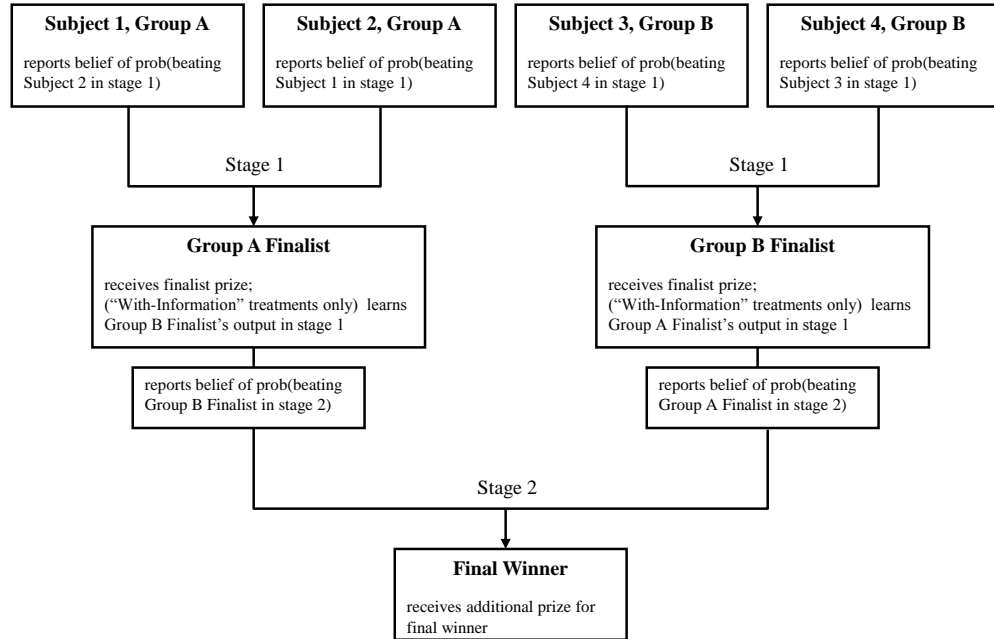 Subject 1, Group A
reports belief of prob(beating
Subject 2 in stage 1)
Subject 2, Group A
reports belief of prob(beating
Subject 1 in stage 1)
Subject 3, Group B
reports belief of prob(beating
Subject 4 in stage 1)
Subject 4, Group B
reports belief of prob(beating
Subject 3 in stage 1)
Stage 1
Stage 1
Group A Finalist
receives finalist prize;
(“With-Information” treatments only) learns
Group B Finalist’s output in stage 1
Group B Finalist
receives finalist prize;
(“With-Information” treatments only) learns
Group A Finalist’s output in stage 1
reports belief of prob(beating
Group B Finalist in stage 2)
reports belief of prob(beating
Group A Finalist in stage 2)
Stage 2
Final Winner
receives additional prize for
final winner